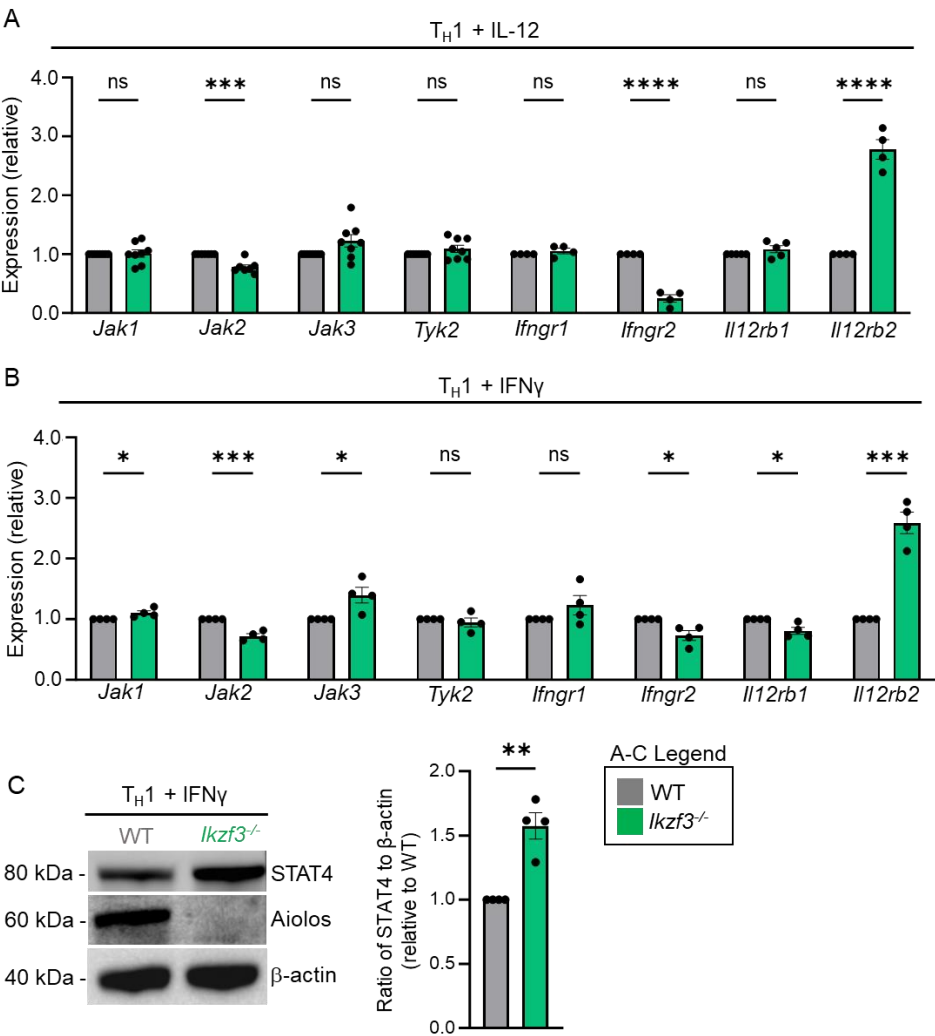 A
TH1 + IL-12
Expression (relative)
4.0
3.0
2.0
1.0
0.0
ns
***
ns
ns
ns
****
ns
****
Jak1
Jak2
Jak3
Tyk2
Ifngr1
Ifngr2
Il12rb1
Il12rb2
B
TH1 + IFNγ
Expression (relative)
4.0
3.0
2.0
1.0
0.0
*
***
*
ns
ns
*
*
***
Jak1
Jak2
Jak3
Tyk2
Ifngr1
Ifngr2
Il12rb1
Il12rb2
C
TH1 + IFNγ
WT
Ikzf3-/-
80 kDa -
STAT4
60 kDa -
Aiolos
40 kDa -
β-actin
Ratio of STAT4 to β-actin
(relative to WT)
2.0
1.5
1.0
0.5
0.0
**
A-C Legend
WT
Ikzf3-/-